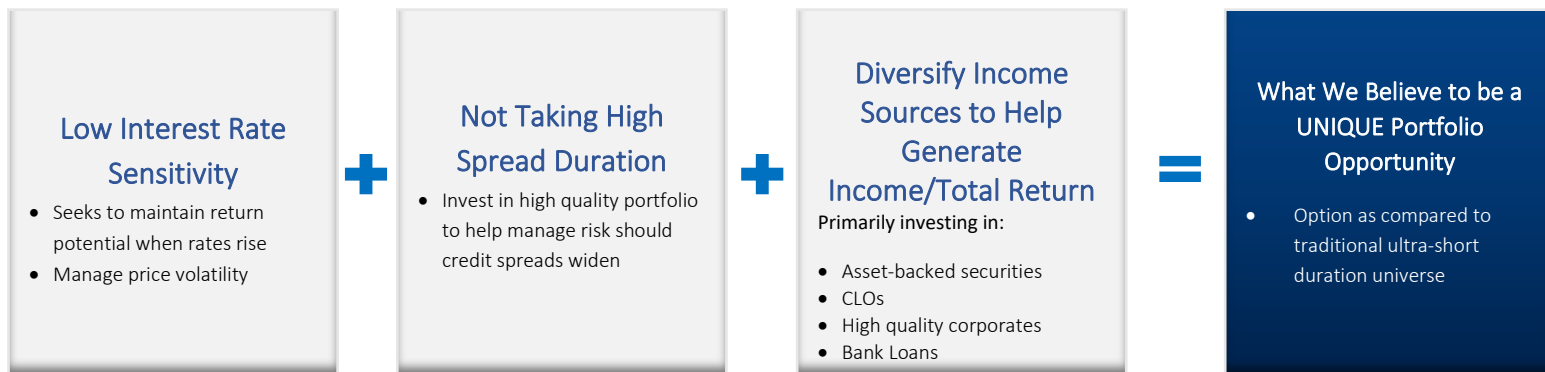 Low Interest Rate
Sensitivity
• Seeks to maintain return
potential when rates rise
• Manage price volatility
Not Taking High
Spread Duration
• Invest in high quality portfolio
to help manage risk should
credit spreads widen
Diversify Income
Sources to Help
Generate
Income/Total Return
Primarily investing in:
• Asset-backed securities
• CLOs
• High quality corporates
• Bank Loans
What We Believe to be a
UNIQUE Portfolio
Opportunity
• Option as compared to
traditional ultra-short
duration universe